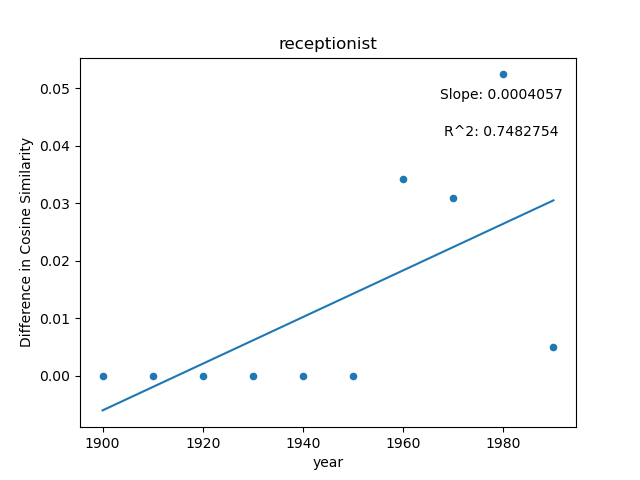 receptionist
Slope: 0.0004057
R^2: 0.7482754
Difference in Cosine Similarity
0.05
0.04
0.03
0.02
0.01
0.00
1900 1920 1940 1960 1980
year